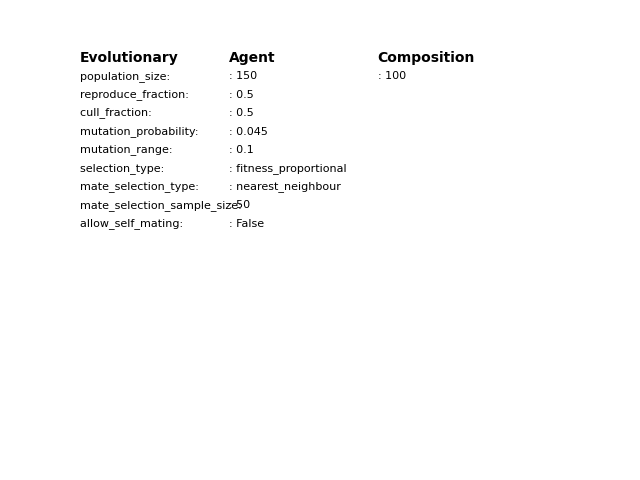 Evolutionary Agent Composition
population_size: : 150 : 100
reproduce_fraction: : 0.5
cull_fraction: : 0.5
mutation_probability: : 0.045
mutation_range: : 0.1
selection_type: : fitness_proportional
mate_selection_type: : nearest_neighbour
mate_selection_sample_size: : 50
allow_self_mating: : False